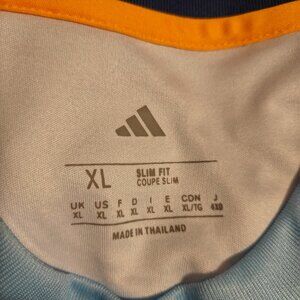 XL
SLIM FIT
COUPE SLIM
UK US F D I E CDN J
XL XL XL XL XL XL XL/TG 4XO
MADE IN THAILAND